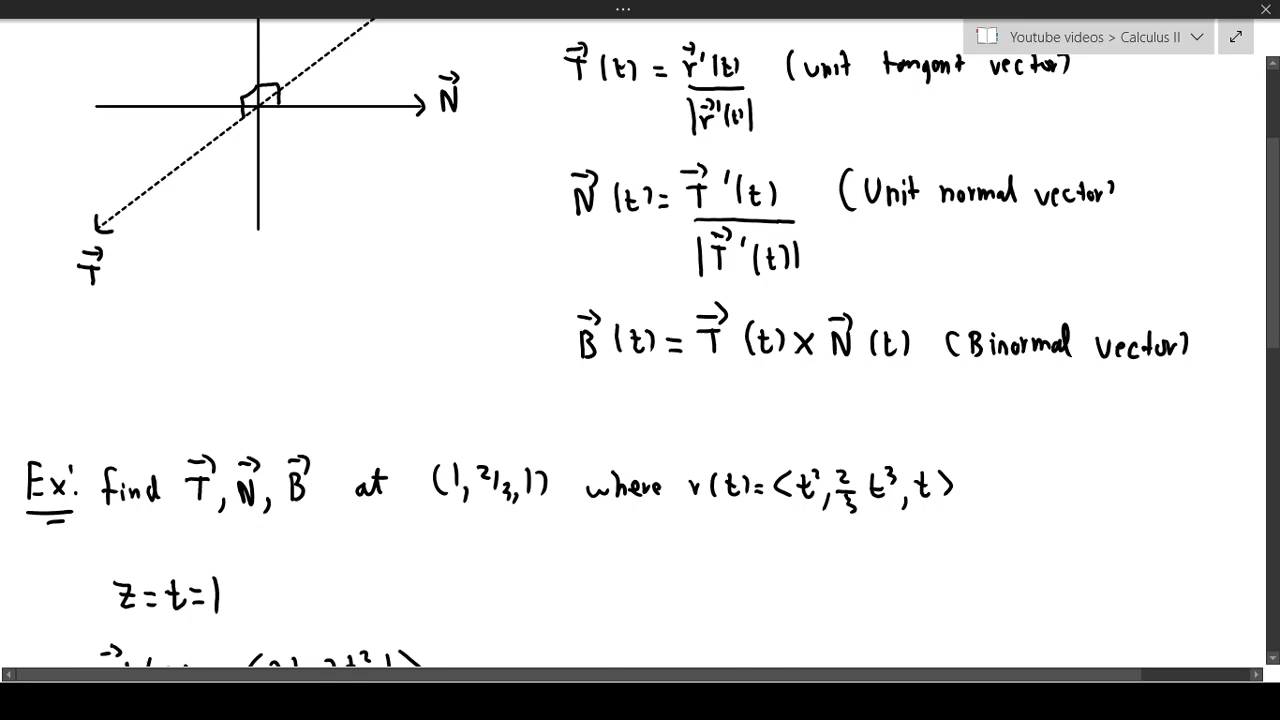 Youtube videos > Calculus II
T⃗(t) = r⃗'(t) / |r⃗'(t)| (unit tangent vector)
N⃗
N⃗(t) = T⃗'(t) / |T⃗'(t)| (Unit normal vector)
T⃗
B⃗(t) = T⃗(t) × N⃗(t) (Binormal vector)
Ex: find T⃗, N⃗, B⃗ at (1, 2/3, 1) where r(t) = <t², 2/3 t³, t>
z = t = 1